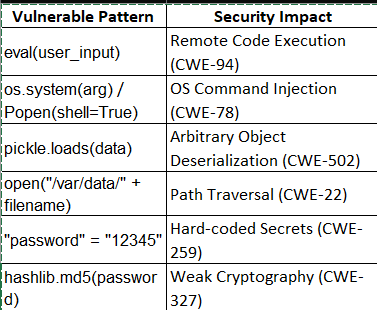 Vulnerable Pattern
Security Impact
eval(user_input)
Remote Code Execution
(CWE-94)
os.system(arg) /
Popen(shell=True)
OS Command Injection
(CWE-78)
pickle.loads(data)
Arbitrary Object
Deserialization (CWE-502)
open("/var/data/" +
filename)
Path Traversal (CWE-22)
"password" = "12345"
Hard-coded Secrets (CWE-
259)
hashlib.md5(passwor
d)
Weak Cryptography (CWE-
327)